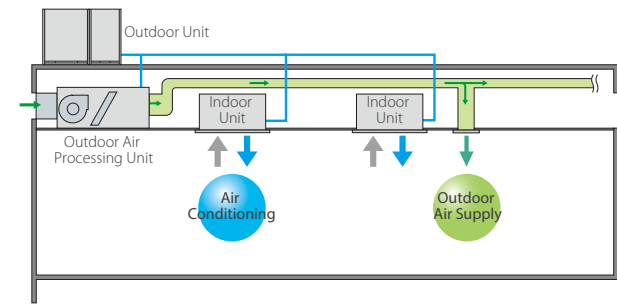 Outdoor Unit
Indoor
Unit
Indoor
Unit
Outdoor Air
Processing Unit
Air
Conditioning
Outdoor
Air Supply